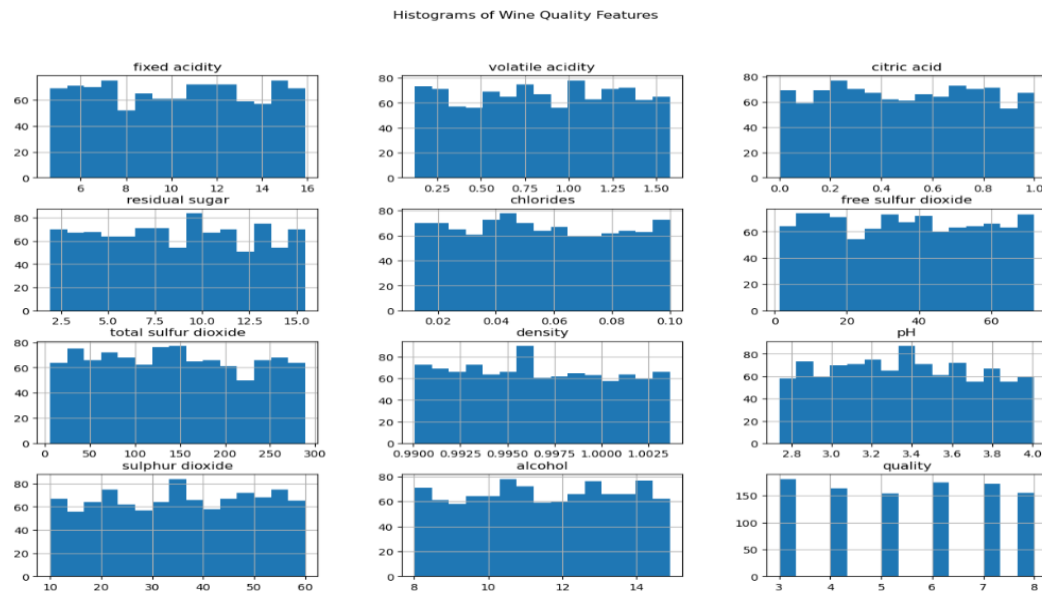 Histograms of Wine Quality Features
fixed acidity
60
40
20
0
6 8 10 12 14 16
volatile acidity
80
60
40
20
0
0.25 0.50 0.75 1.00 1.25 1.50
citric acid
80
60
40
20
0
0.0 0.2 0.4 0.6 0.8 1.0
residual sugar
80
60
40
20
0
2.5 5.0 7.5 10.0 12.5 15.0
chlorides
80
60
40
20
0
0.02 0.04 0.06 0.08 0.10
free sulfur dioxide
60
40
20
0
0 20 40 60
total sulfur dioxide
80
60
40
20
0
0 50 100 150 200 250 300
density
80
60
40
20
0
0.9900 0.9925 0.9950 0.9975 1.0000 1.0025
pH
80
60
40
20
0
2.8 3.0 3.2 3.4 3.6 3.8 4.0
sulphur dioxide
80
60
40
20
0
10 20 30 40 50 60
alcohol
80
60
40
20
0
8 10 12 14
quality
150
100
50
0
3 4 5 6 7 8